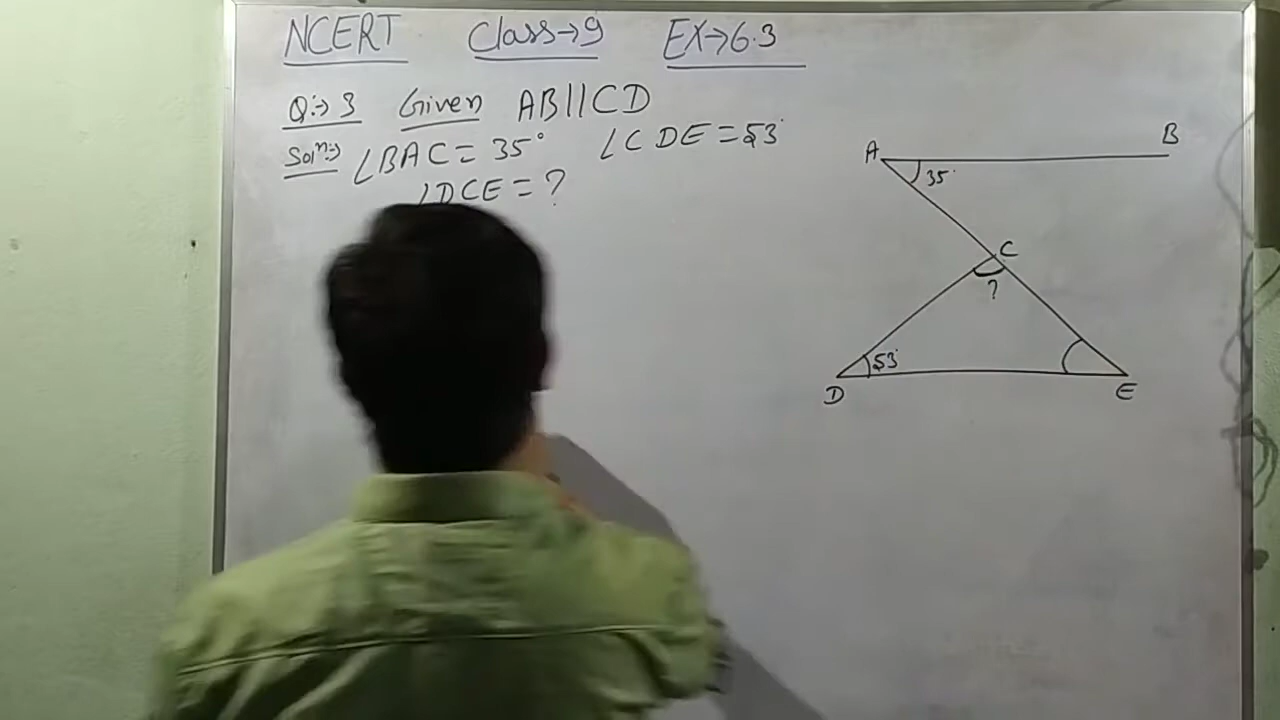 NCERT Class→9 EX→6.3
Q:→ 3 Given AB||CD
Soln:→ ∠BAC = 35° ∠CDE = 53°
∠DCE = ?
A B
35°
C
?
53°
D E